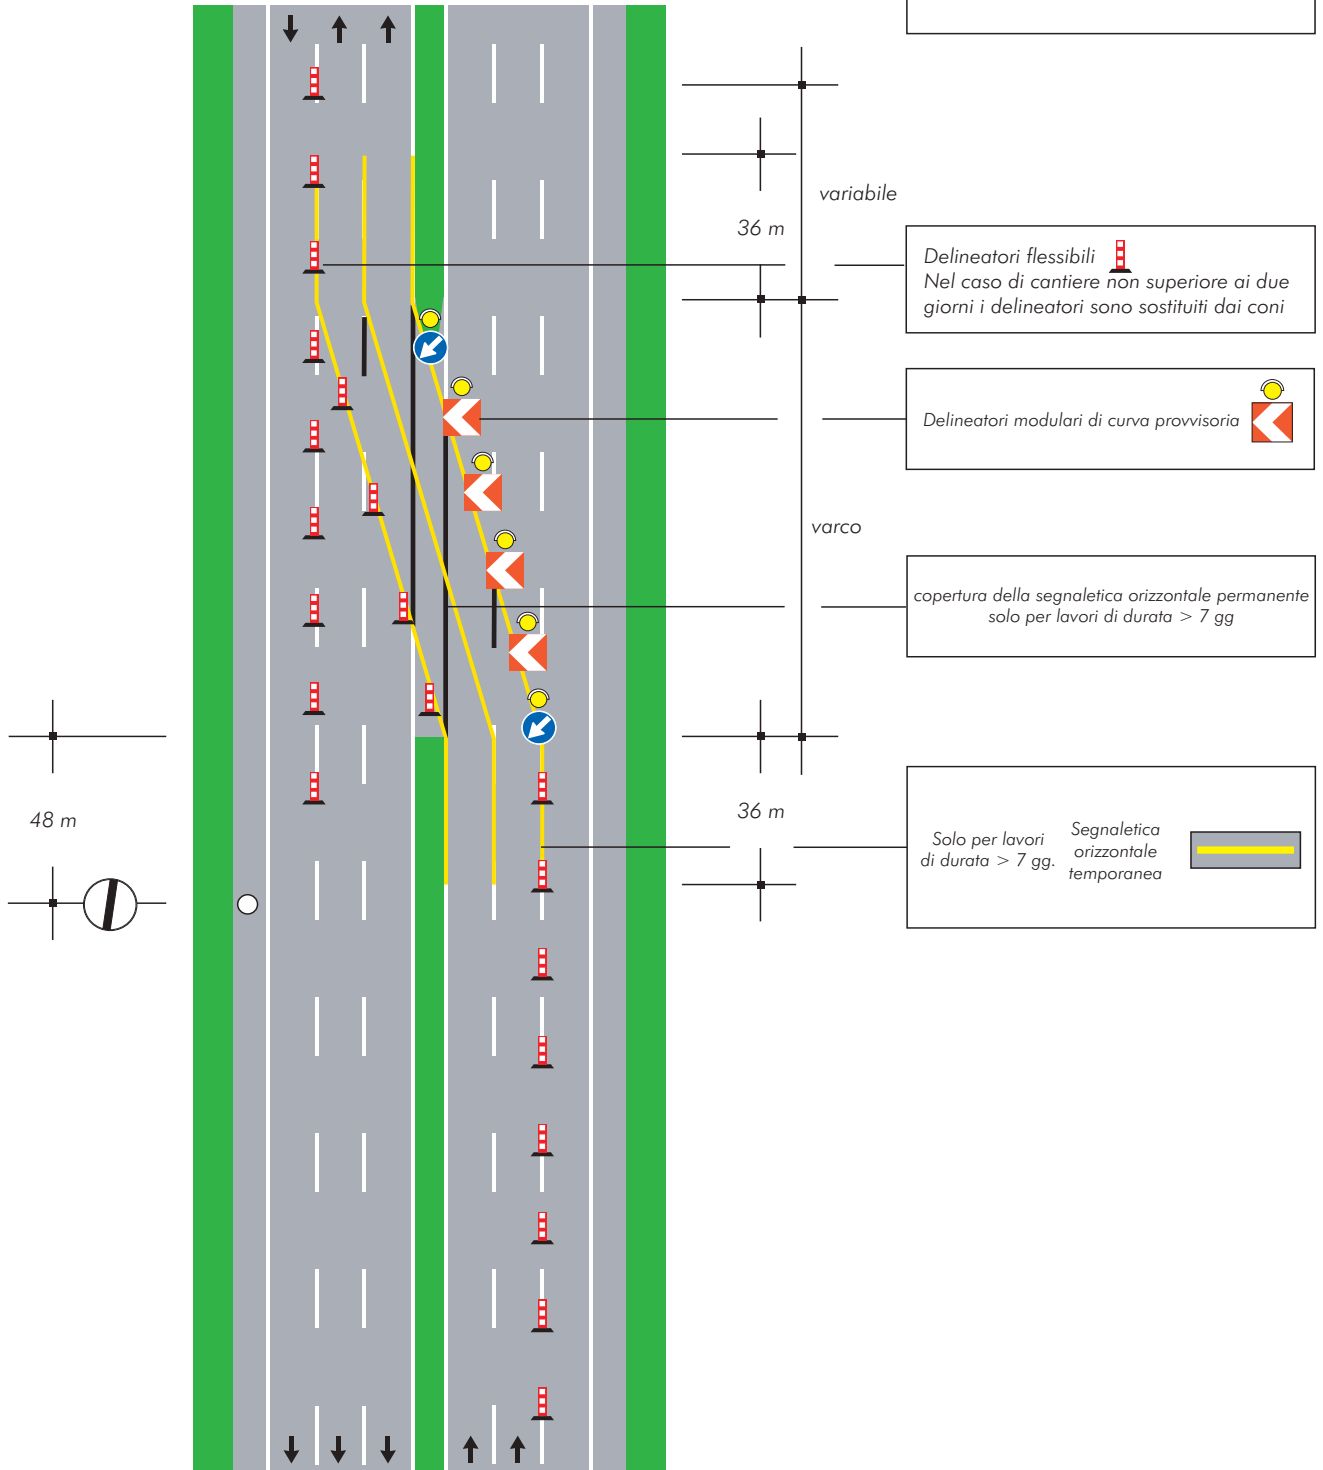 variabile
36 m
Delineatori flessibili
Nel caso di cantiere non superiore ai due
giorni i delineatori sono sostituiti dai coni
Delineatori modulari di curva provvisoria
varco
copertura della segnaletica orizzontale permanente
solo per lavori di durata > 7 gg
48 m
36 m
Solo per lavori
di durata > 7 gg.
Segnaletica
orizzontale
temporanea